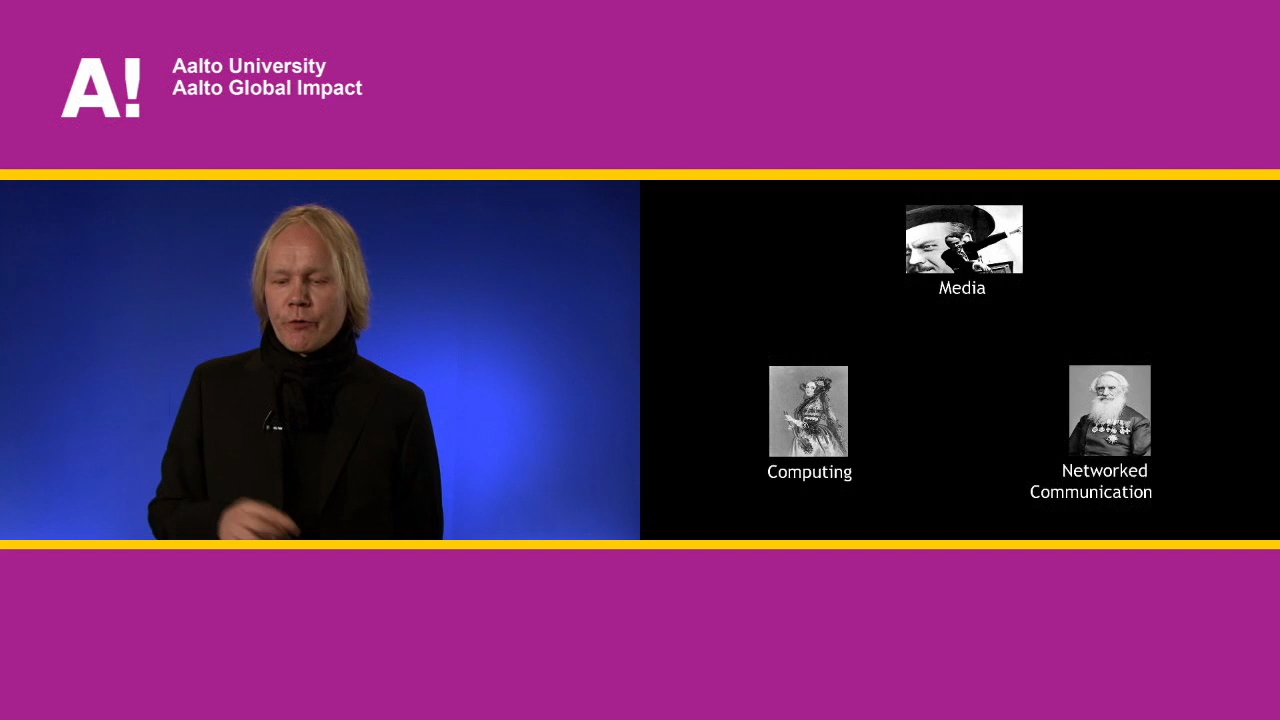 A!
Aalto University
Aalto Global Impact
Media
Computing
Networked
Communication